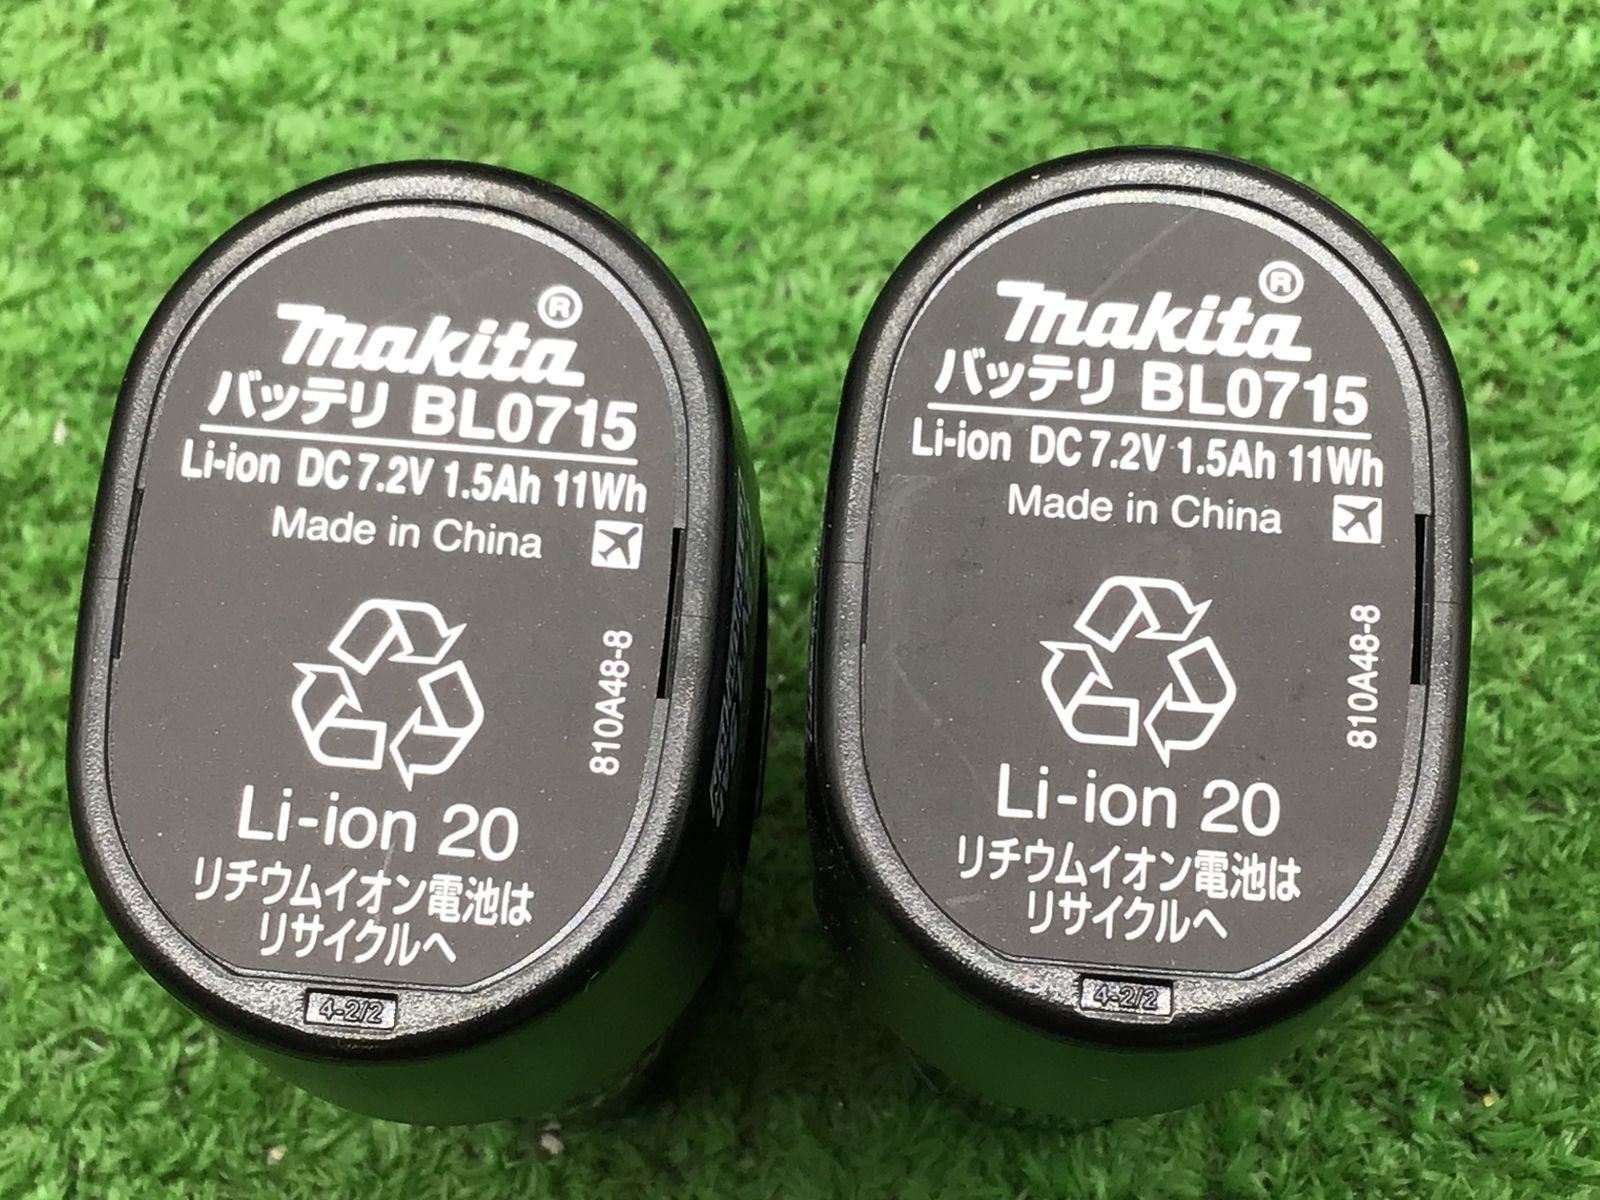 makita®
バッテリ BL0715
Li-ion DC 7.2V 1.5Ah 11Wh
Made in China
810A48-8
Li-ion 20
リチウムイオン電池は
リサイクルへ
4-2/2
makita®
バッテリ BL0715
Li-ion DC 7.2V 1.5Ah 11Wh
Made in China
810A48-8
Li-ion 20
リチウムイオン電池は
リサイクルへ
4-2/2